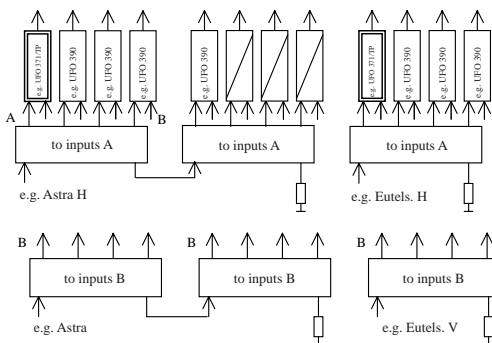 e.g. UFO 371/TP
e.g. UFO 390
e.g. UFO 390
e.g. UFO 390
e.g. UFO 390
e.g. UFO 371/TP
e.g. UFO 390
e.g. UFO 390
e.g. UFO 390
A
B
to inputs A
to inputs A
to inputs A
e.g. Astra H
e.g. Eutels. H
B
B
B
to inputs B
to inputs B
to inputs B
e.g. Astra
e.g. Eutels. V